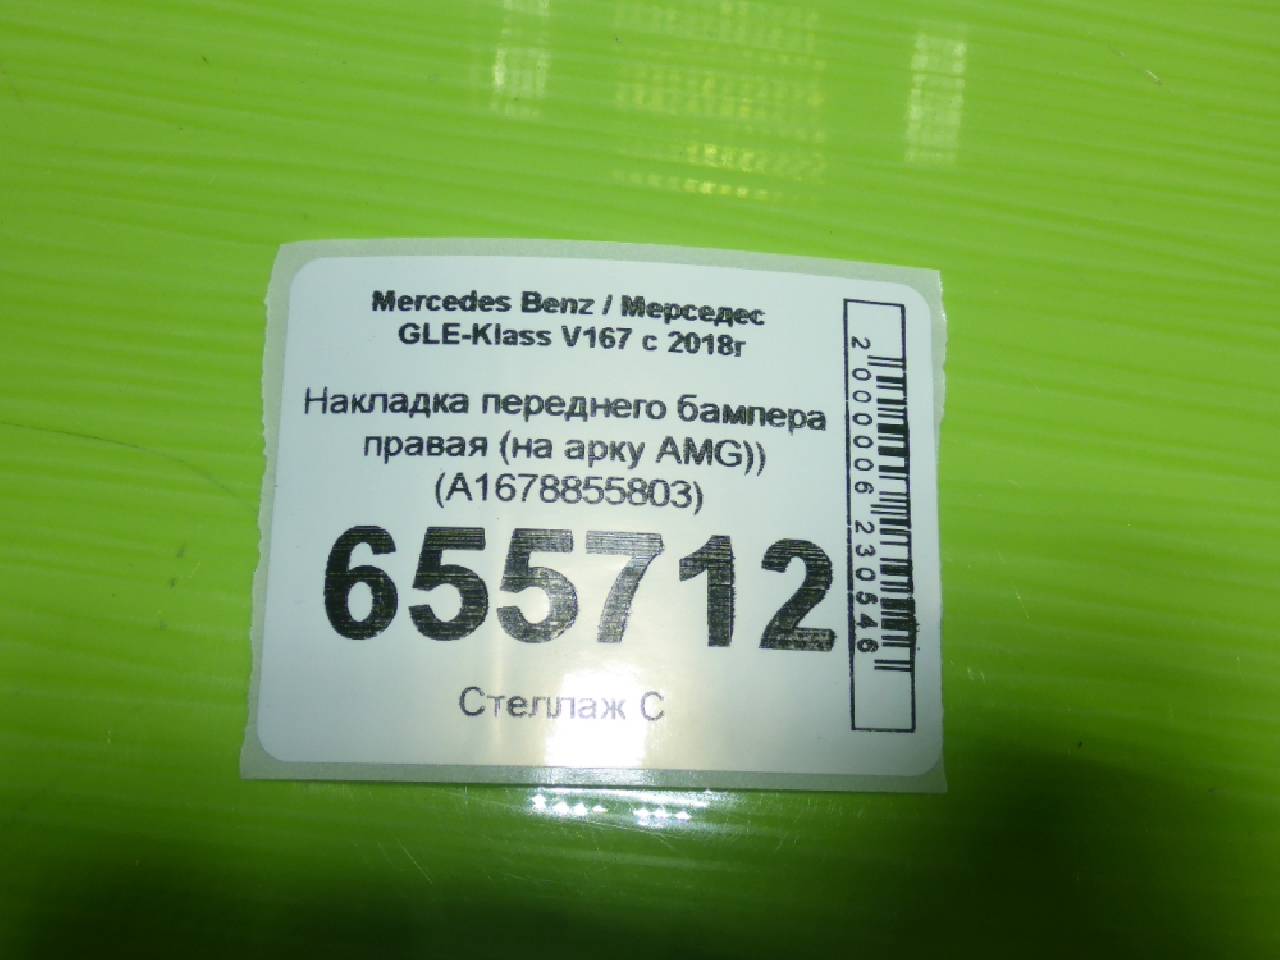 Mercedes Benz / Мерседес
GLE-Klass V167 с 2018г
Накладка переднего бампера
правая (на арку AMG))
(A1678855803)
655712
Стеллаж С
2000006230546